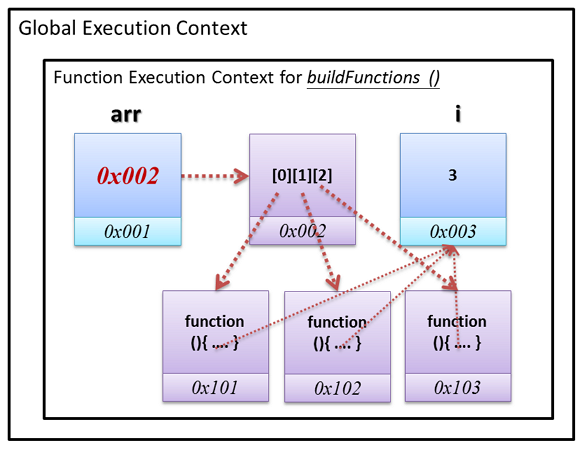 Global Execution Context
Function Execution Context for buildFunctions ()
arr
i
0x002
[0][1][2]
3
0x001
0x002
0x003
function
(){ .... }
function
(){ .... }
function
(){ .... }
0x101
0x102
0x103